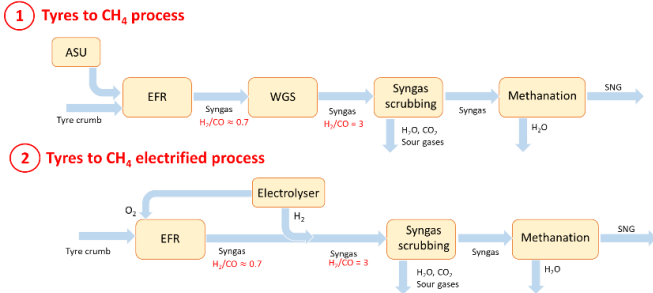 1 Tyres to CH₄ process
ASU
EFR
WGS
Syngas
scrubbing
Methanation
SNG
Tyre crumb
Syngas
H₂/CO ≈ 0.7
Syngas
H₂/CO = 3
Syngas
H₂O, CO₂
Sour gases
H₂O
2 Tyres to CH₄ electrified process
Electrolyser
O₂
H₂
EFR
Syngas
scrubbing
Methanation
SNG
Tyre crumb
Syngas
H₂/CO ≈ 0.7
Syngas
H₂/CO = 3
Syngas
H₂O, CO₂
Sour gases
H₂O